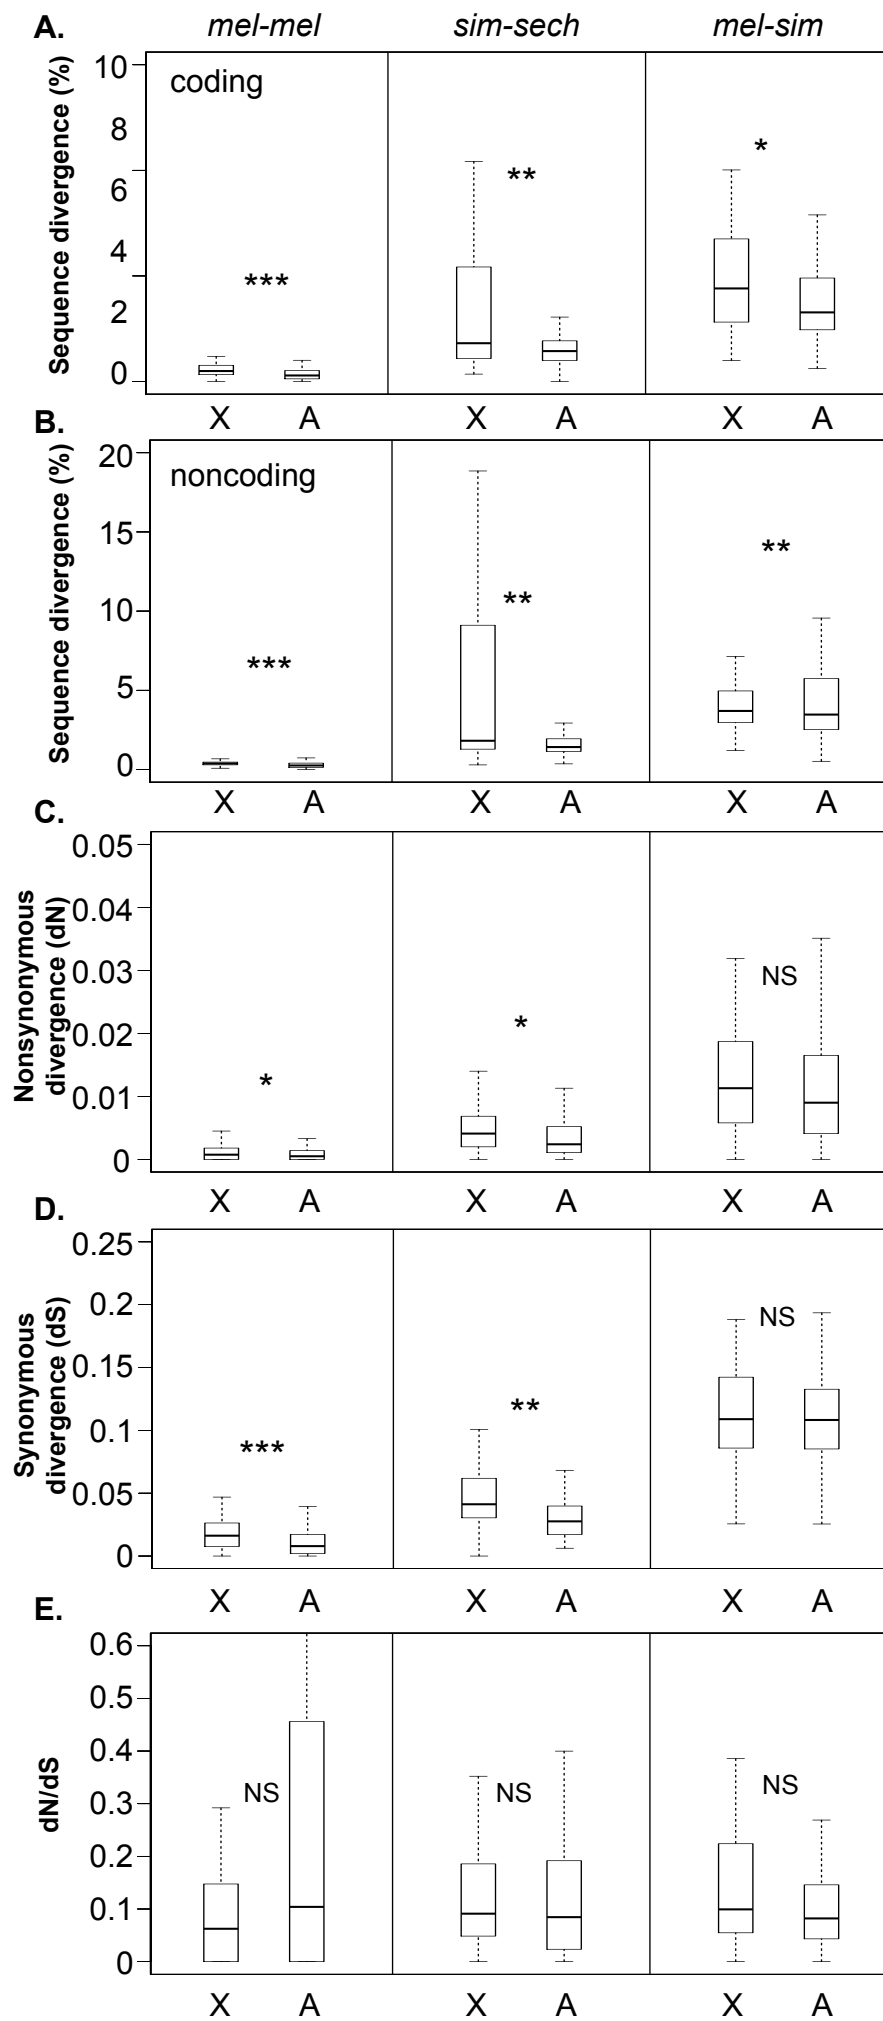 A. mel-mel sim-sech mel-sim
Sequence divergence (%)
10
8
6
4
2
0
coding
***
**
*
X A X A X A
B.
Sequence divergence (%)
20
15
10
5
0
noncoding
***
**
**
X A X A X A
C.
Nonsynonymous
divergence (dN)
0.05
0.04
0.03
0.02
0.01
0
*
*
NS
X A X A X A
D.
Synonymous
divergence (dS)
0.25
0.2
0.15
0.1
0.05
0
***
**
NS
X A X A X A
E.
dN/dS
0.6
0.5
0.4
0.3
0.2
0.1
0
NS
NS
NS
X A X A X A